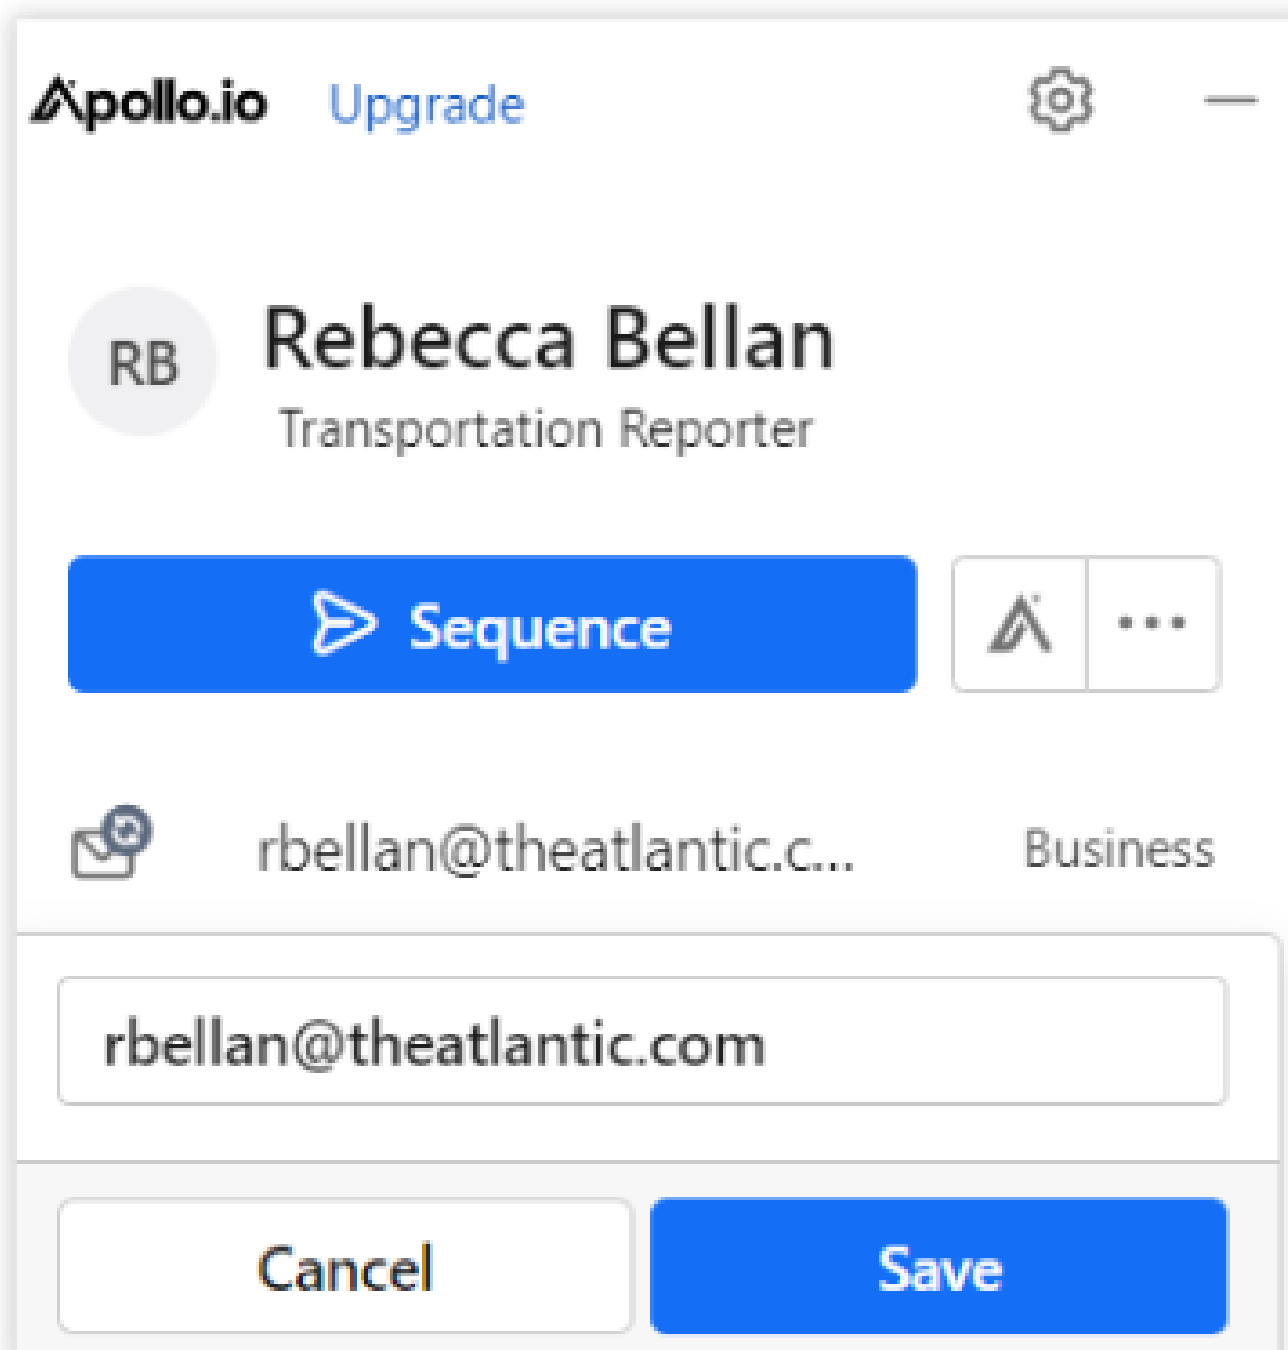 Apollo.io Upgrade
RB
Rebecca Bellan
Transportation Reporter
Sequence
rbellan@theatlantic.c... Business
rbellan@theatlantic.com
Cancel Save